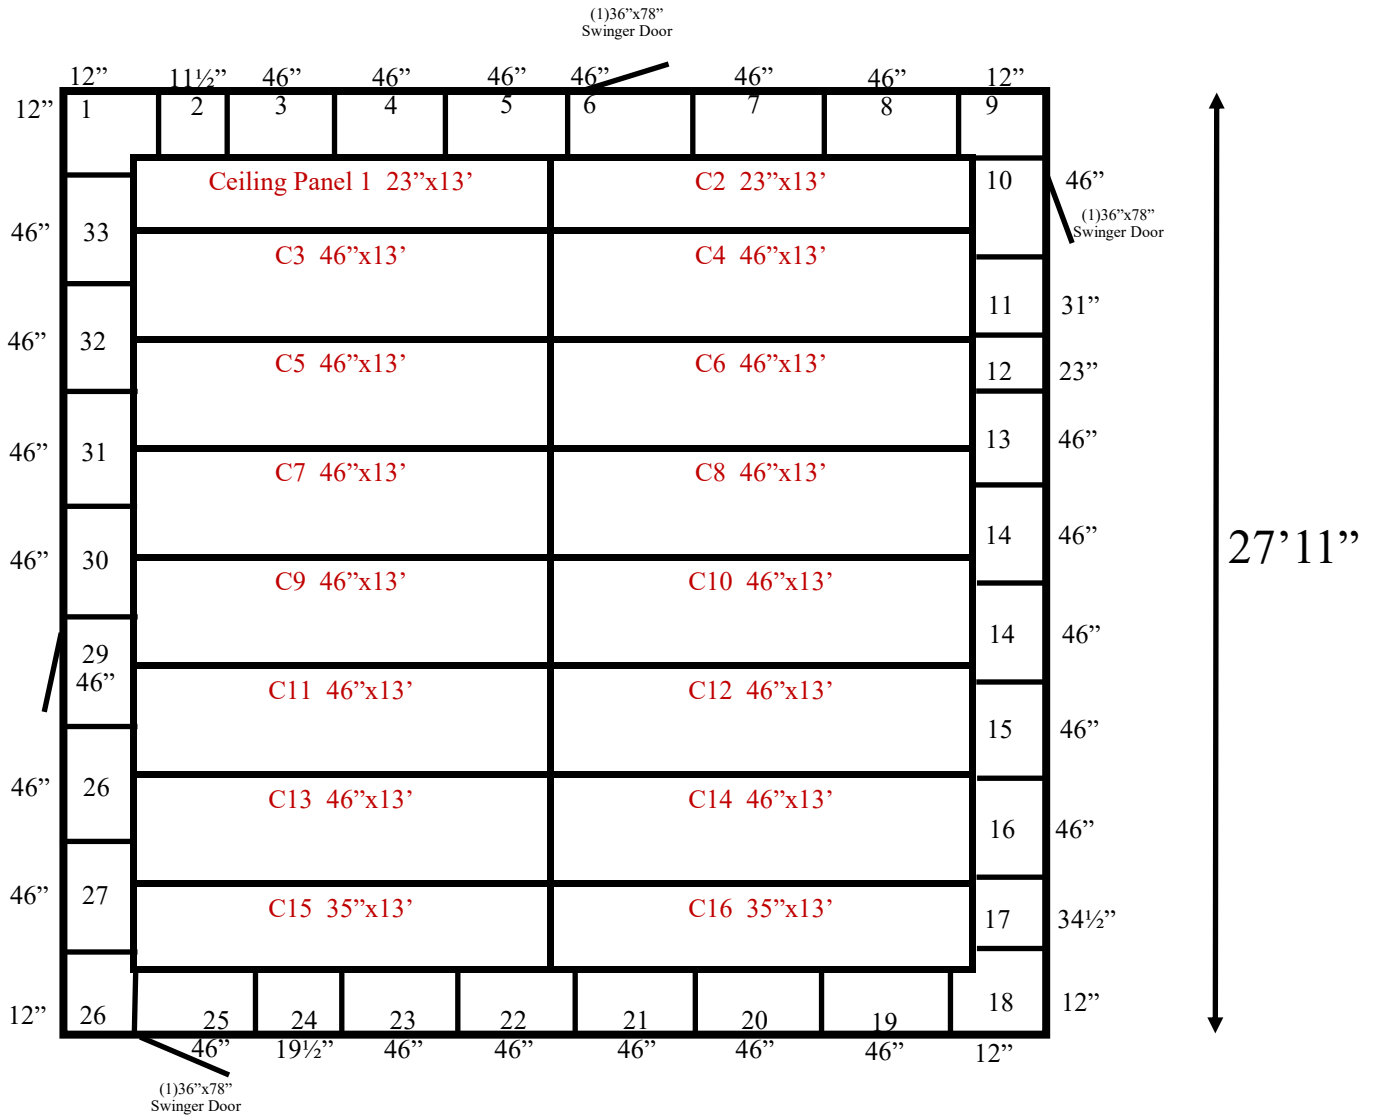 (1)36”x78”
Swinger Door
12” 11½” 46” 46” 46” 46” 46” 46” 12”
12” 1 2 3 4 5 6 7 8 9
Ceiling Panel 1 23”x13’ C2 23”x13’ 10 46”
(1)36”x78”
Swinger Door
46” 33
C3 46”x13’ C4 46”x13’
11 31”
46” 32
C5 46”x13’ C6 46”x13’ 12 23”
13 46”
46” 31
C7 46”x13’ C8 46”x13’
14 46”
27’11”
46” 30
C9 46”x13’ C10 46”x13’
14 46”
29
46”
C11 46”x13’ C12 46”x13’
15 46”
46” 26
C13 46”x13’ C14 46”x13’
16 46”
46” 27
C15 35”x13’ C16 35”x13’
17 34½”
18 12”
12” 26 25 24 23 22 21 20 19
46” 19½” 46” 46” 46” 46” 46” 12”
(1)36”x78”
Swinger Door